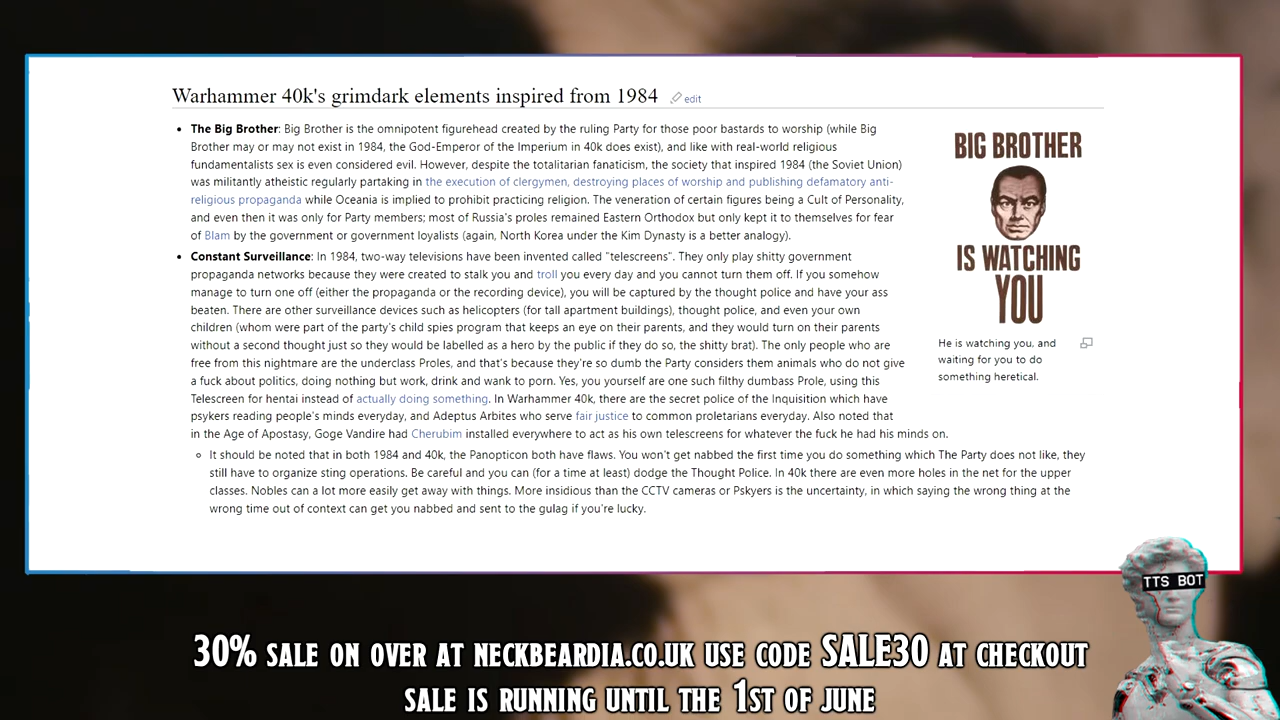 Warhammer 40k's grimdark elements inspired from 1984 edit
The Big Brother: Big Brother is the omnipotent figurehead created by the ruling Party for those poor bastards to worship (while Big
Brother may or may not exist in 1984, the God-Emperor of the Imperium in 40k does exist), and like with real-world religious
fundamentalists sex is even considered evil. However, despite the totalitarian fanaticism, the society that inspired 1984 (the Soviet Union)
was militantly atheistic regularly partaking in the execution of clergymen, destroying places of worship and publishing defamatory anti-
religious propaganda while Oceania is implied to prohibit practicing religion. The veneration of certain figures being a Cult of Personality,
and even then it was only for Party members; most of Russia's proles remained Eastern Orthodox but only kept it to themselves for fear
of Blam by the government or government loyalists (again, North Korea under the Kim Dynasty is a better analogy).
Constant Surveillance: In 1984, two-way televisions have been invented called "telescreens". They only play shitty government
propaganda networks because they were created to stalk you and troll you every day and you cannot turn them off. If you somehow
manage to turn one off (either the propaganda or the recording device), you will be captured by the thought police and have your ass
beaten. There are other surveillance devices such as helicopters (for tall apartment buildings), thought police, and even your own
children (whom were part of the party's child spies program that keeps an eye on their parents, and they would turn on their parents
without a second thought just so they would be labelled as a hero by the public if they do so, the shitty brat). The only people who are
free from this nightmare are the underclass Proles, and that's because they're so dumb the Party considers them animals who do not give
a fuck about politics, doing nothing but work, drink and wank to porn. Yes, you yourself are one such filthy dumbass Prole, using this
Telescreen for hentai instead of actually doing something. In Warhammer 40k, there are the secret police of the Inquisition which have
psykers reading people's minds everyday, and Adeptus Arbites who serve fair justice to common proletarians everyday. Also noted that
in the Age of Apostasy, Goge Vandire had Cherubim installed everywhere to act as his own telescreens for whatever the fuck he had his minds on.
It should be noted that in both 1984 and 40k, the Panopticon both have flaws. You won't get nabbed the first time you do something which The Party does not like, they
still have to organize sting operations. Be careful and you can (for a time at least) dodge the Thought Police. In 40k there are even more holes in the net for the upper
classes. Nobles can a lot more easily get away with things. More insidious than the CCTV cameras or Pskyers is the uncertainty, in which saying the wrong thing at the
wrong time out of context can get you nabbed and sent to the gulag if you're lucky.
BIG BROTHER
IS WATCHING
YOU
He is watching you, and
waiting for you to do
something heretical.
TTS BOT
30% SALE ON OVER AT NECKBEARDIA.CO.UK USE CODE SALE30 AT CHECKOUT
SALE IS RUNNING UNTIL THE 1ST OF JUNE